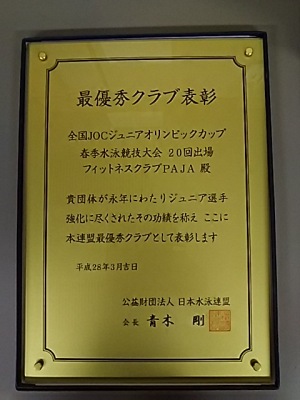 最優秀クラブ表彰
全国JOCジュニアオリンピックカップ
春季水泳競技大会 20回出場
フィットネスクラブPAJA 殿
貴団体が永年にわたりジュニア選手
強化に尽くされたその功績を称え ここに
本連盟最優秀クラブとして表彰します
平成28年3月吉日
公益財団法人 日本水泳連盟
会長 青木 剛